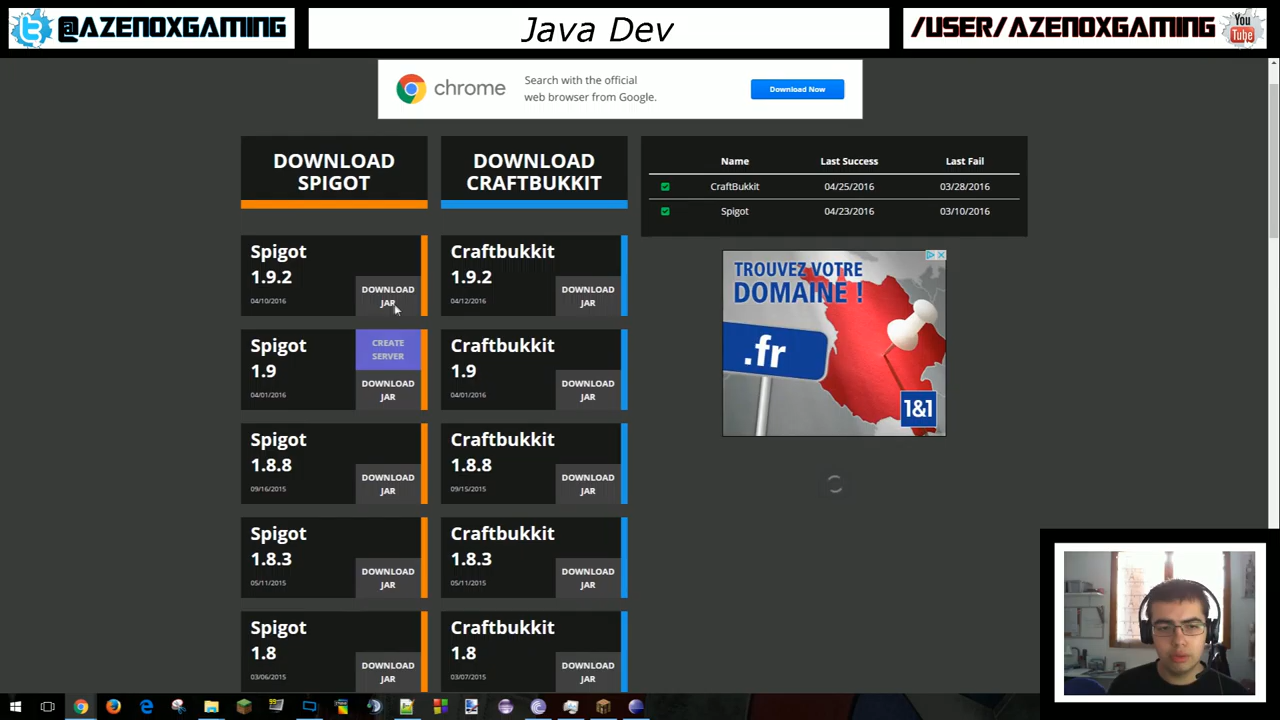 @AZENOXGAMING
Java Dev
/USER/AZENOXGAMING
You
Tube
chrome
Search with the official
web browser from Google.
Download Now
DOWNLOAD
SPIGOT
DOWNLOAD
CRAFTBUKKIT
Name Last Success Last Fail
CraftBukkit 04/25/2016 03/28/2016
Spigot 04/23/2016 03/10/2016
Spigot
1.9.2
04/10/2016
DOWNLOAD
JAR
Craftbukkit
1.9.2
04/12/2016
DOWNLOAD
JAR
TROUVEZ VOTRE
DOMAINE !
.fr
1&1
Spigot
1.9
04/01/2016
CREATE
SERVER
DOWNLOAD
JAR
Craftbukkit
1.9
04/01/2016
DOWNLOAD
JAR
Spigot
1.8.8
09/16/2015
DOWNLOAD
JAR
Craftbukkit
1.8.8
09/15/2015
DOWNLOAD
JAR
Spigot
1.8.3
05/11/2015
DOWNLOAD
JAR
Craftbukkit
1.8.3
05/11/2015
DOWNLOAD
JAR
Spigot
1.8
03/06/2015
DOWNLOAD
JAR
Craftbukkit
1.8
03/07/2015
DOWNLOAD
JAR